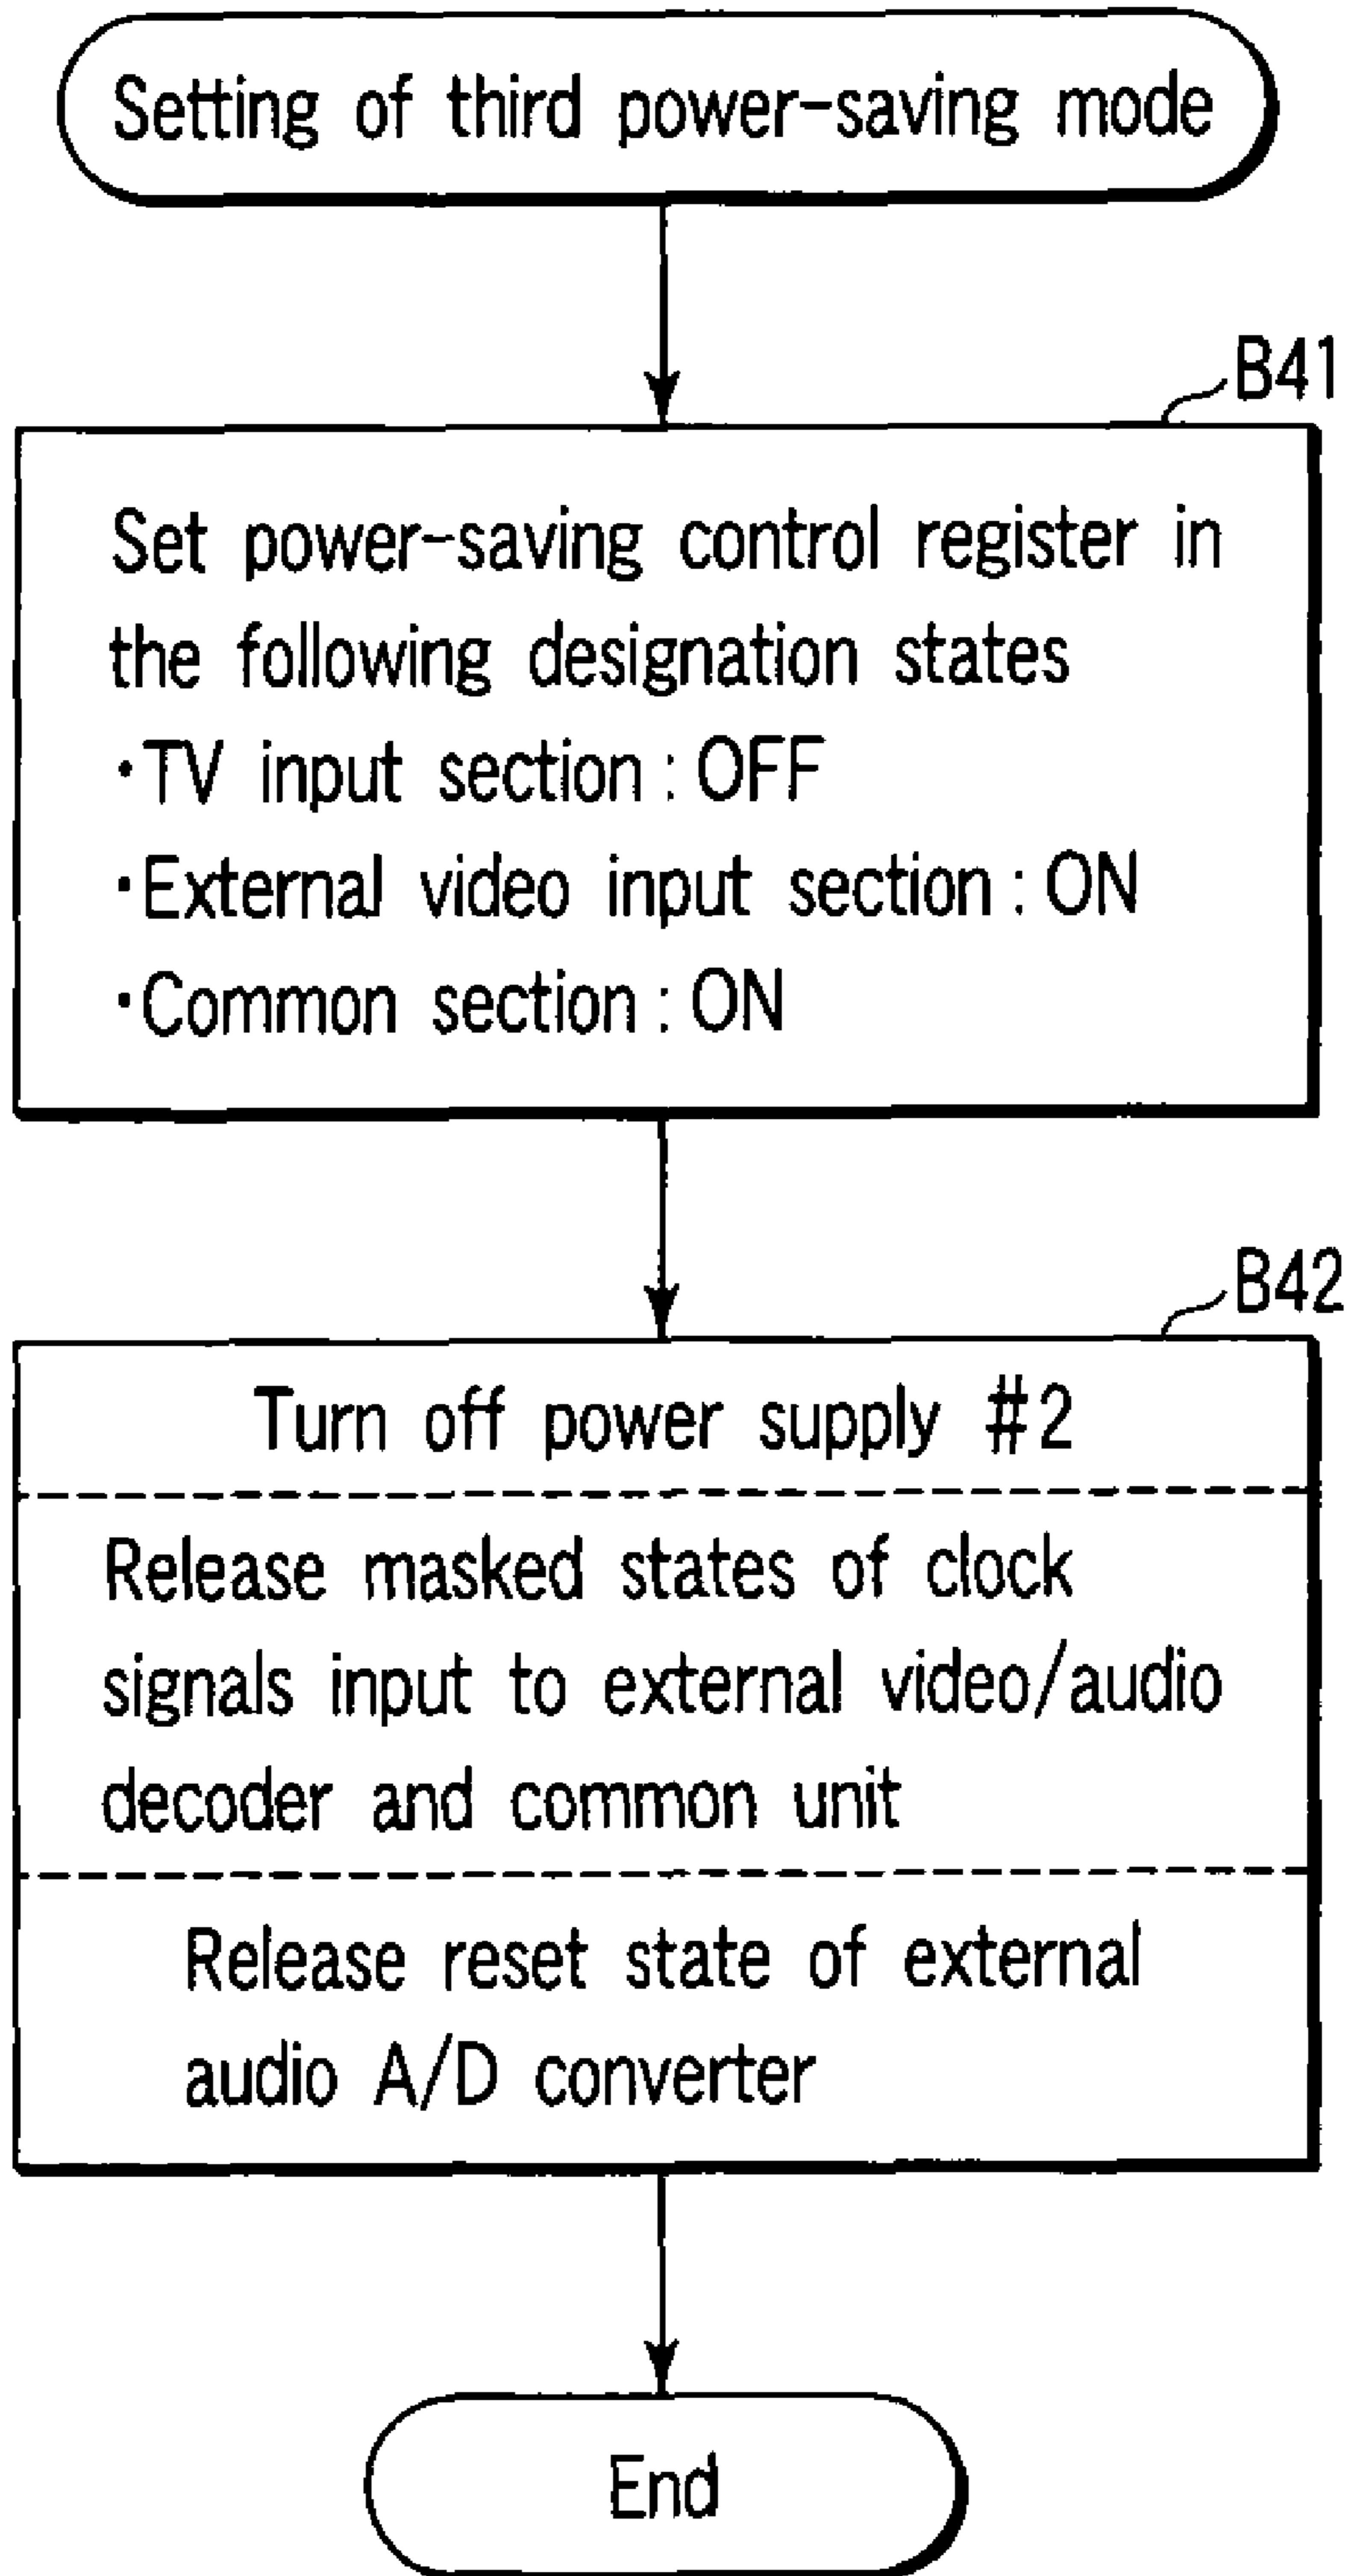 Setting of third power-saving mode
B41
Set power-saving control register in
the following designation states
・TV input section : OFF
・External video input section : ON
・Common section : ON
B42
Turn off power supply #2
Release masked states of clock
signals input to external video/audio
decoder and common unit
Release reset state of external
audio A/D converter
End